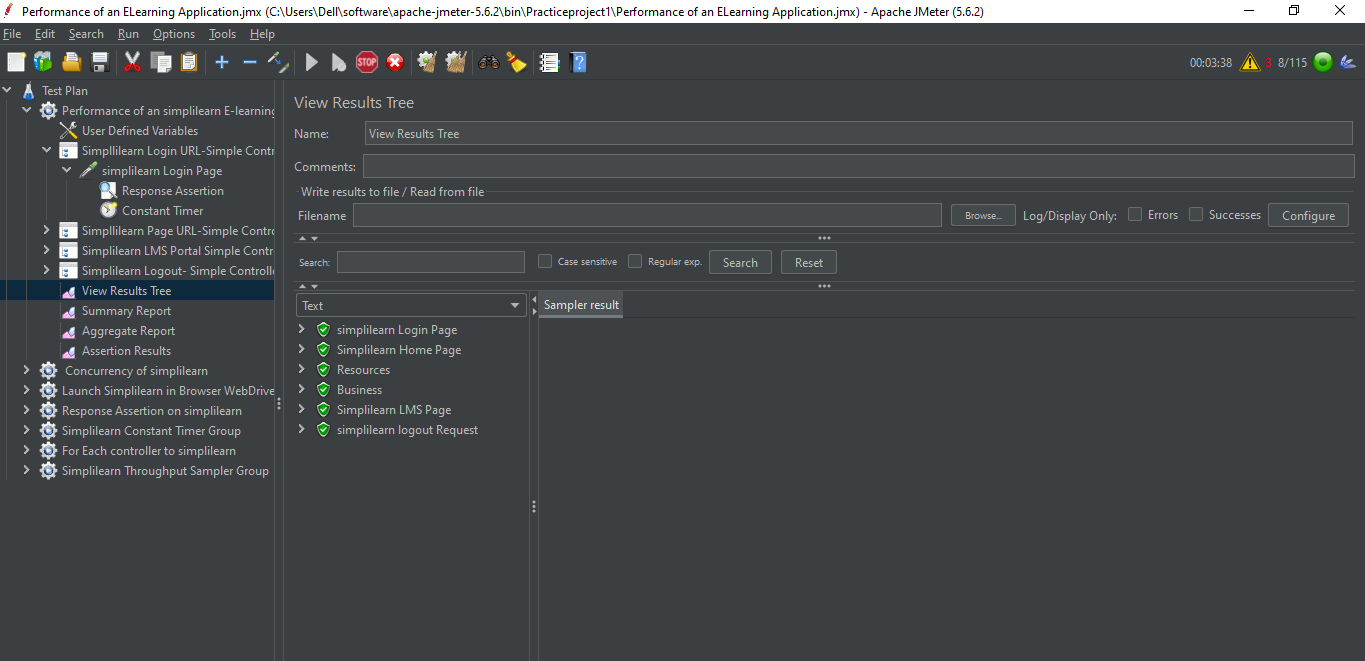 Performance of an ELearning Application.jmx (C:\Users\Dell\software\apache-jmeter-5.6.2\bin\Practiceproject1\Performance of an ELearning Application.jmx) - Apache JMeter (5.6.2)
File Edit Search Run Options Tools Help
STOP 00:03:38 3 8/115
Test Plan
Performance of an simplilearn E-learning
User Defined Variables
Simpllilearn Login URL-Simple Contr
simplilearn Login Page
Response Assertion
Constant Timer
Simpllilearn Page URL-Simple Contro
Simplilearn LMS Portal Simple Contr
Simplilearn Logout- Simple Controlle
View Results Tree
Summary Report
Aggregate Report
Assertion Results
Concurrency of simplilearn
Launch Simplilearn in Browser WebDrive
Response Assertion on simplilearn
Simplilearn Constant Timer Group
For Each controller to simplilearn
Simplilearn Throughput Sampler Group
View Results Tree
Name: View Results Tree
Comments:
Write results to file / Read from file
Filename Browse... Log/Display Only: Errors Successes Configure
Search: Case sensitive Regular exp. Search Reset
Text
Sampler result
simplilearn Login Page
Simplilearn Home Page
Resources
Business
Simplilearn LMS Page
simplilearn logout Request